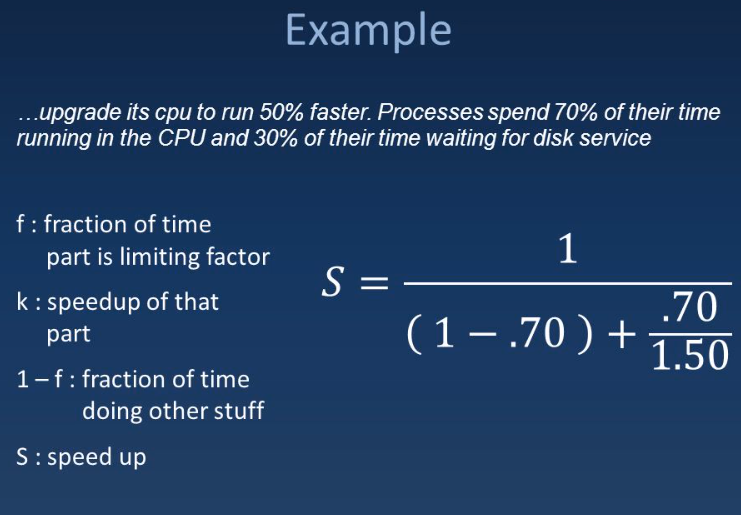 Example
...upgrade its cpu to run 50% faster. Processes spend 70% of their time
running in the CPU and 30% of their time waiting for disk service
f : fraction of time
part is limiting factor
k : speedup of that
part
1 – f : fraction of time
doing other stuff
S : speed up
S =
1
( 1 − .70 ) +
.70
1.50